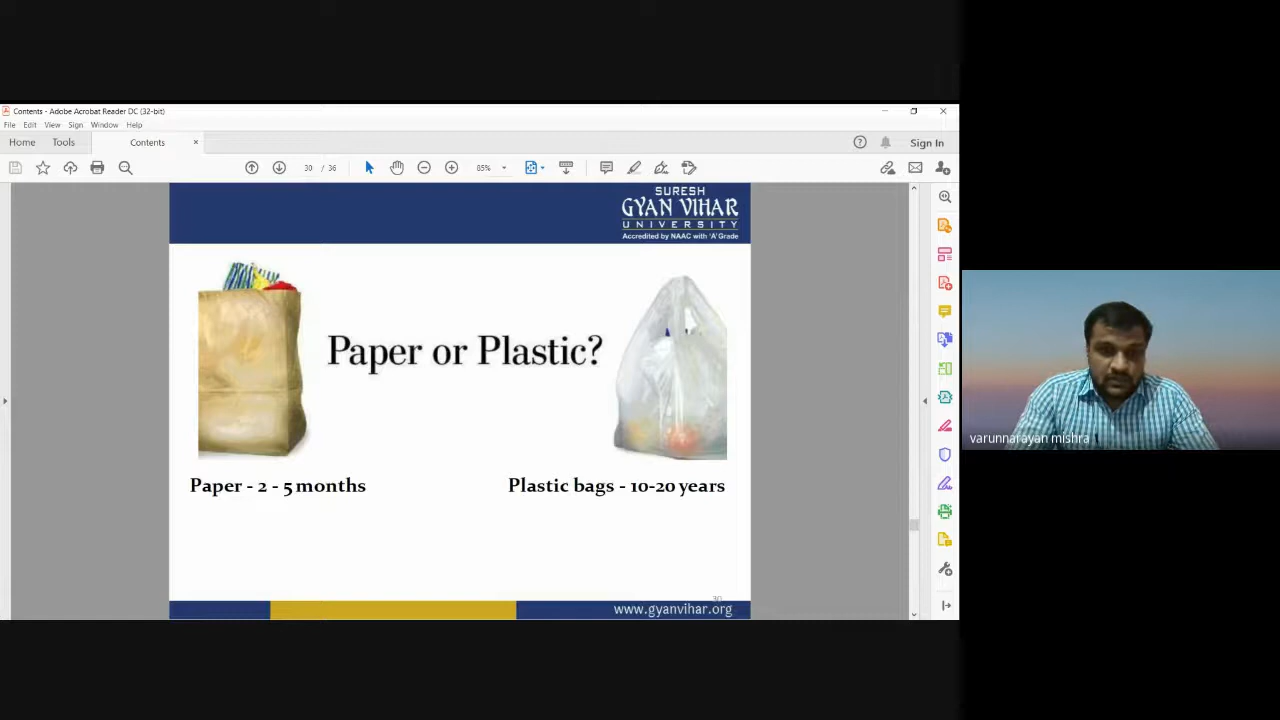 Contents - Adobe Acrobat Reader DC (32-bit)
File Edit View Sign Window Help
Home Tools Contents × Sign In
30 / 36 85%
SURESH
GYAN VIHAR
UNIVERSITY
Accredited by NAAC with 'A' Grade
Paper or Plastic?
varunnarayan mishra
Paper - 2 - 5 months Plastic bags - 10-20 years
30
www.gyanvihar.org